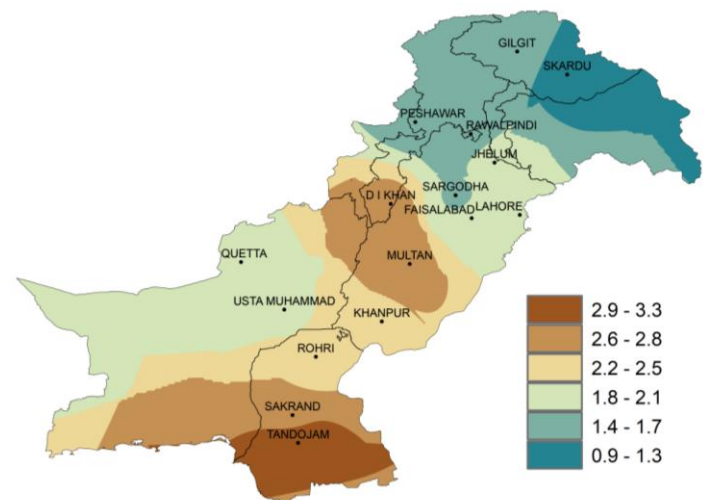 GILGIT
SKARDU
PESHAWAR
RAWALPINDI
JHELUM
SARGODHA
D I KHAN
FAISALABAD
LAHORE
QUETTA
MULTAN
USTA MUHAMMAD
KHANPUR
ROHRI
SAKRAND
TANDOJAM
2.9 - 3.3
2.6 - 2.8
2.2 - 2.5
1.8 - 2.1
1.4 - 1.7
0.9 - 1.3